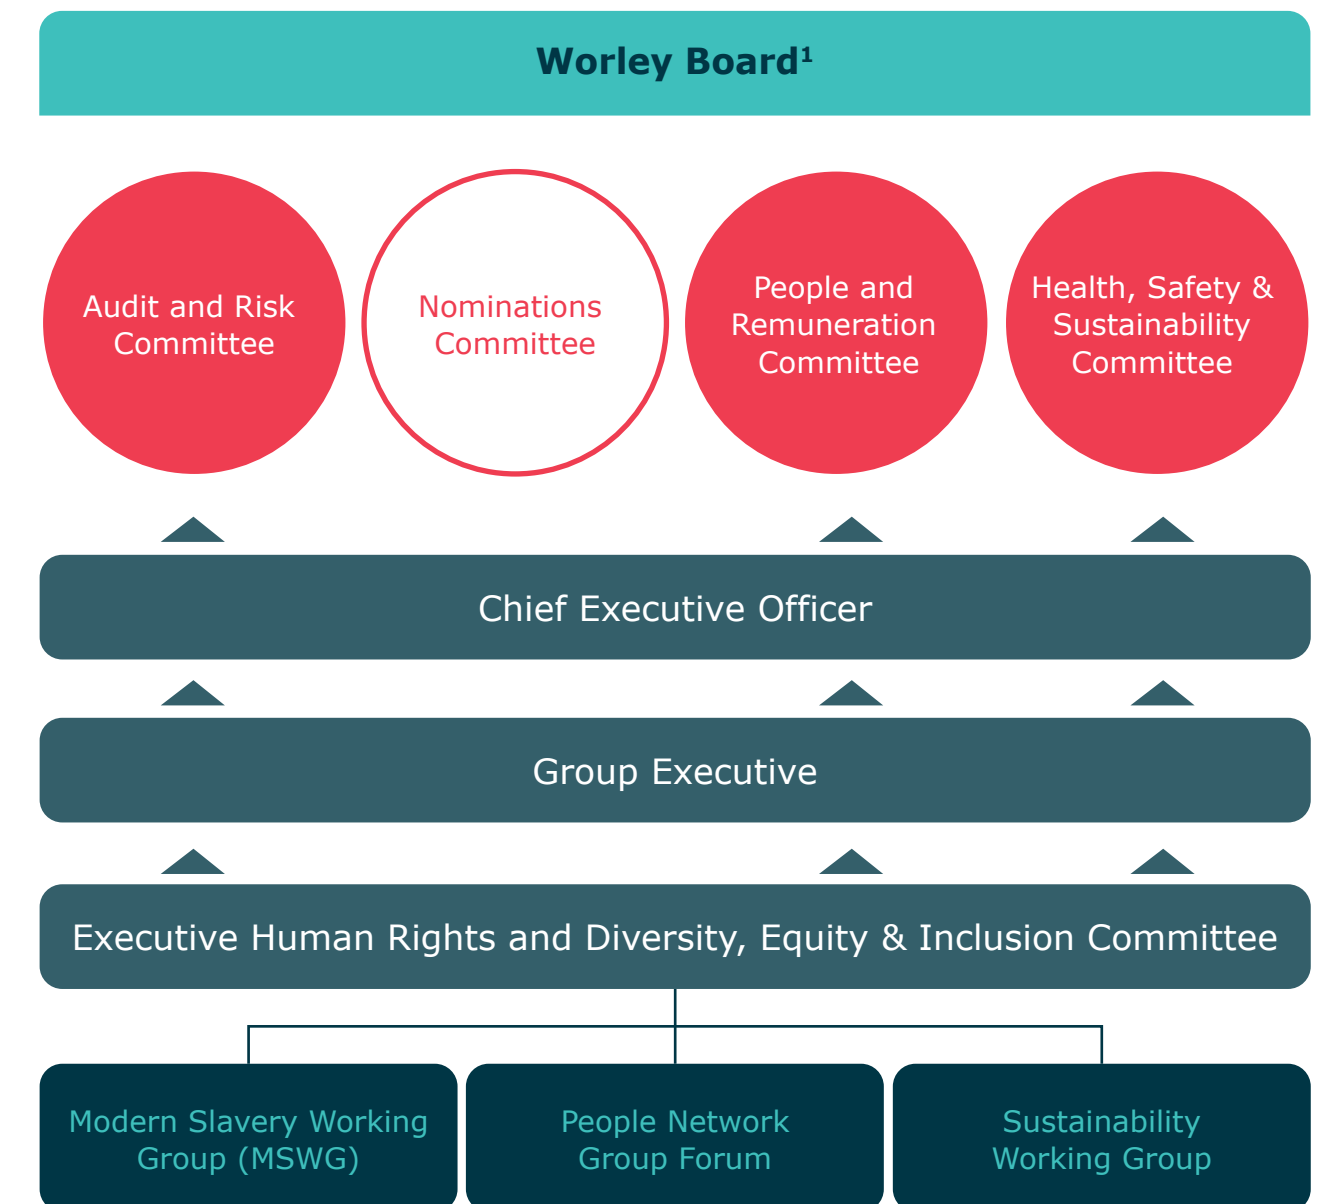 Worley Board¹
Audit and Risk
Committee
Nominations
Committee
People and
Remuneration
Committee
Health, Safety &
Sustainability
Committee
Chief Executive Officer
Group Executive
Executive Human Rights and Diversity, Equity & Inclusion Committee
Modern Slavery Working
Group (MSWG)
People Network
Group Forum
Sustainability
Working Group